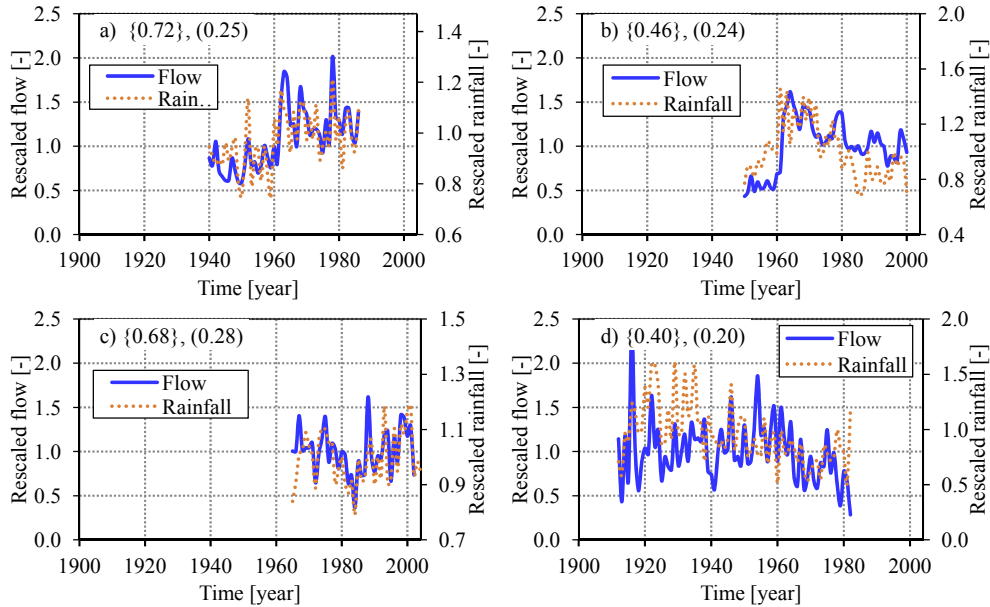 a) {0.72}, (0.25)
Flow
Rain…
Rescaled flow [-]
2.5
2.0
1.5
1.0
0.5
0.0
1900 1920 1940 1960 1980 2000
Time [year]
1.4
1.2
1.0
0.8
0.6
Rescaled rainfall [-]
b) {0.46}, (0.24)
Flow
Rainfall
Rescaled flow [-]
2.5
2.0
1.5
1.0
0.5
0.0
1900 1920 1940 1960 1980 2000
Time [year]
2.0
1.6
1.2
0.8
0.4
Rescaled rainfall [-]
c) {0.68}, (0.28)
Flow
Rainfall
Rescaled flow [-]
2.5
2.0
1.5
1.0
0.5
0.0
1900 1920 1940 1960 1980 2000
Time [year]
1.5
1.3
1.1
0.9
0.7
Rescaled rainfall [-]
d) {0.40}, (0.20)
Flow
Rainfall
Rescaled flow [-]
2.5
2.0
1.5
1.0
0.5
0.0
1900 1920 1940 1960 1980 2000
Time [year]
2.0
1.5
1.0
0.5
0.0
Rescaled rainfall [-]